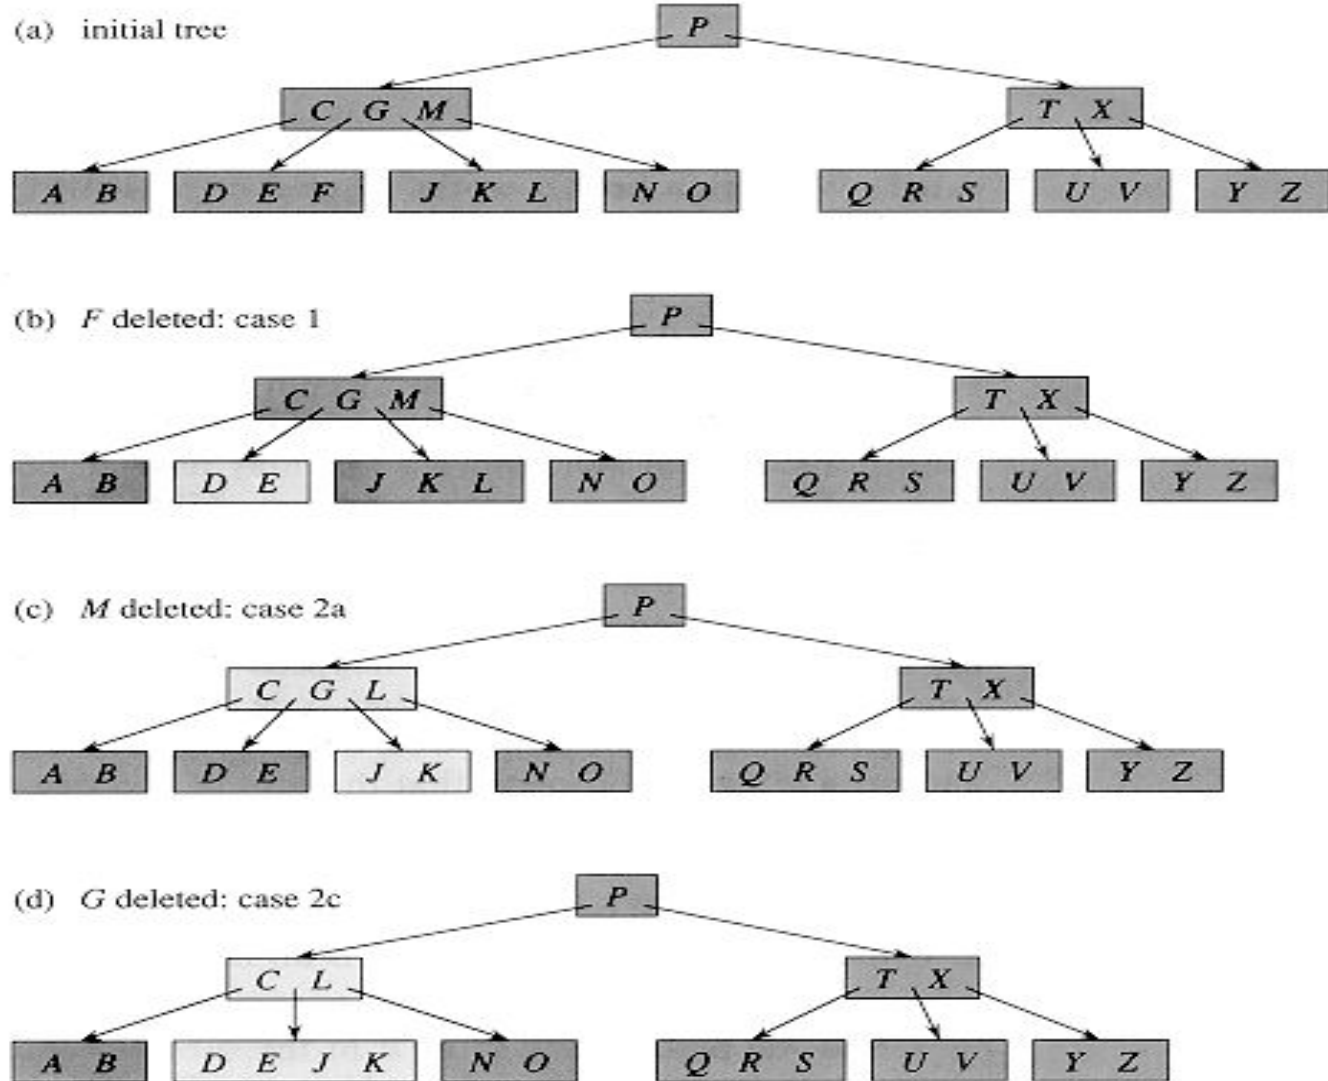 (a) initial tree
P
C G M
T X
A B
D E F
J K L
N O
Q R S
U V
Y Z
(b) F deleted: case 1
P
C G M
T X
A B
D E
J K L
N O
Q R S
U V
Y Z
(c) M deleted: case 2a
P
C G L
T X
A B
D E
J K
N O
Q R S
U V
Y Z
(d) G deleted: case 2c
P
C L
T X
A B
D E J K
N O
Q R S
U V
Y Z